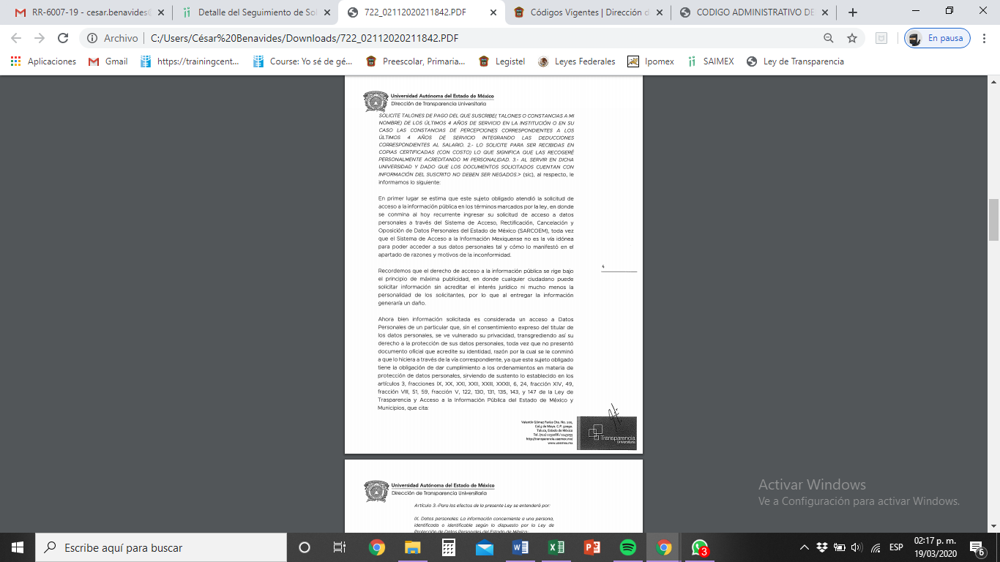 RR-6007-19 - cesar.benavides@
Detalle del Seguimiento de Sol
722_02112020211842.PDF
Códigos Vigentes | Dirección d
CODIGO ADMINISTRATIVO DE
Archivo
C:/Users/César%20Benavides/Downloads/722_02112020211842.PDF
En pausa
Aplicaciones
Gmail
https://trainingcent...
Course: Yo sé de gé...
Preescolar, Primaria...
Legistel
Leyes Federales
Ipomex
SAIMEX
Ley de Transparencia
Universidad Autónoma del Estado de México
Dirección de Transparencia Universitaria
SOLICITE TALONES DE PAGO DEL QUE SUSCRIBE( TALONES O CONSTANCIAS A MI
NOMBRE) DE LOS ÚLTIMOS 4 AÑOS DE SERVICIO EN LA INSTITUCIÓN O EN SU
CASO LAS CONSTANCIAS DE PERCEPCIONES CORRESPONDIENTES A LOS
ÚLTIMOS 4 AÑOS DE SERVICIO INTEGRANDO LAS DEDUCCIONES
CORRESPONDIENTES AL SALARIO. 2.- LO SOLICITE PARA SER RECIBIDAS EN
COPIAS CERTIFICADAS (CON COSTO) LO QUE SIGNIFICA QUE LAS RECOGERÉ
PERSONALMENTE ACREDITANDO MI PERSONALIDAD. 3.- AL SERVIR EN DICHA
UNIVERSIDAD Y DADO QUE LOS DOCUMENTOS SOLICITADOS CUENTAN CON
INFORMACIÓN DEL SUSCRITO NO DEBEN SER NEGADOS.> (sic), al respecto, le
informamos lo siguiente:
En primer lugar se estima que este sujeto obligado atendió la solicitud de
acceso a la información pública en los términos marcados por la ley, en donde
se conmina al hoy recurrente ingresar su solicitud de acceso a datos
personales a través del Sistema de Acceso, Rectificación, Cancelación y
Oposición de Datos Personales del Estado de México (SARCOEM), toda vez
que el Sistema de Acceso a la Información Mexiquense no es la vía idónea
para poder acceder a sus datos personales tal y cómo lo manifestó en el
apartado de razones y motivos de la inconformidad.
4
Recordemos que el derecho de acceso a la información pública se rige bajo
el principio de máxima publicidad, en donde cualquier ciudadano puede
solicitar información sin acreditar el interés jurídico ni mucho menos la
personalidad de los solicitantes, por lo que al entregar la información
generaría un daño.
Ahora bien información solicitada es considerada un acceso a Datos
Personales de un particular que, sin el consentimiento expreso del titular de
los datos personales, se ve vulnerado su privacidad, transgrediendo así su
derecho a la protección de sus datos personales, toda vez que no presentó
documento oficial que acredite su identidad, razón por la cual se le conminó
a que lo hiciera a través de la vía correspondiente, ya que este sujeto obligado
tiene la obligación de dar cumplimiento a los ordenamientos en materia de
protección de datos personales, sirviendo de sustento lo establecido en los
artículos 3, fracciones IX, XX, XXI, XXII, XXIII, XXXII, 6, 24, fracción XIV, 49,
fracción VIII, 51, 59, fracción V, 122, 130, 131, 135, 143, y 147 de la Ley de
Trasparencia y Acceso a la Información Pública del Estado de México y
Municipios, que cita:
Valentín Gómez Farías Ote. No. 200,
Col.5 de Mayo. C.P. 50090.
Toluca, Estado de México
http://transparencia.uaemex.mx/
www.uaemex.mx
Transparencia
Universitaria
Universidad Autónoma del Estado de México
Dirección de Transparencia Universitaria
Artículo 3.-Para los efectos de la presente Ley se entenderá por:
IX. Datos personales: La información concerniente a una persona,
identificada o identificable según lo dispuesto por la Ley de
Protección de Datos Personales del Estado de México;
Activar Windows
Ve a Configuración para activar Windows.
Escribe aquí para buscar
3
ESP
02:17 p. m.
19/03/2020
6